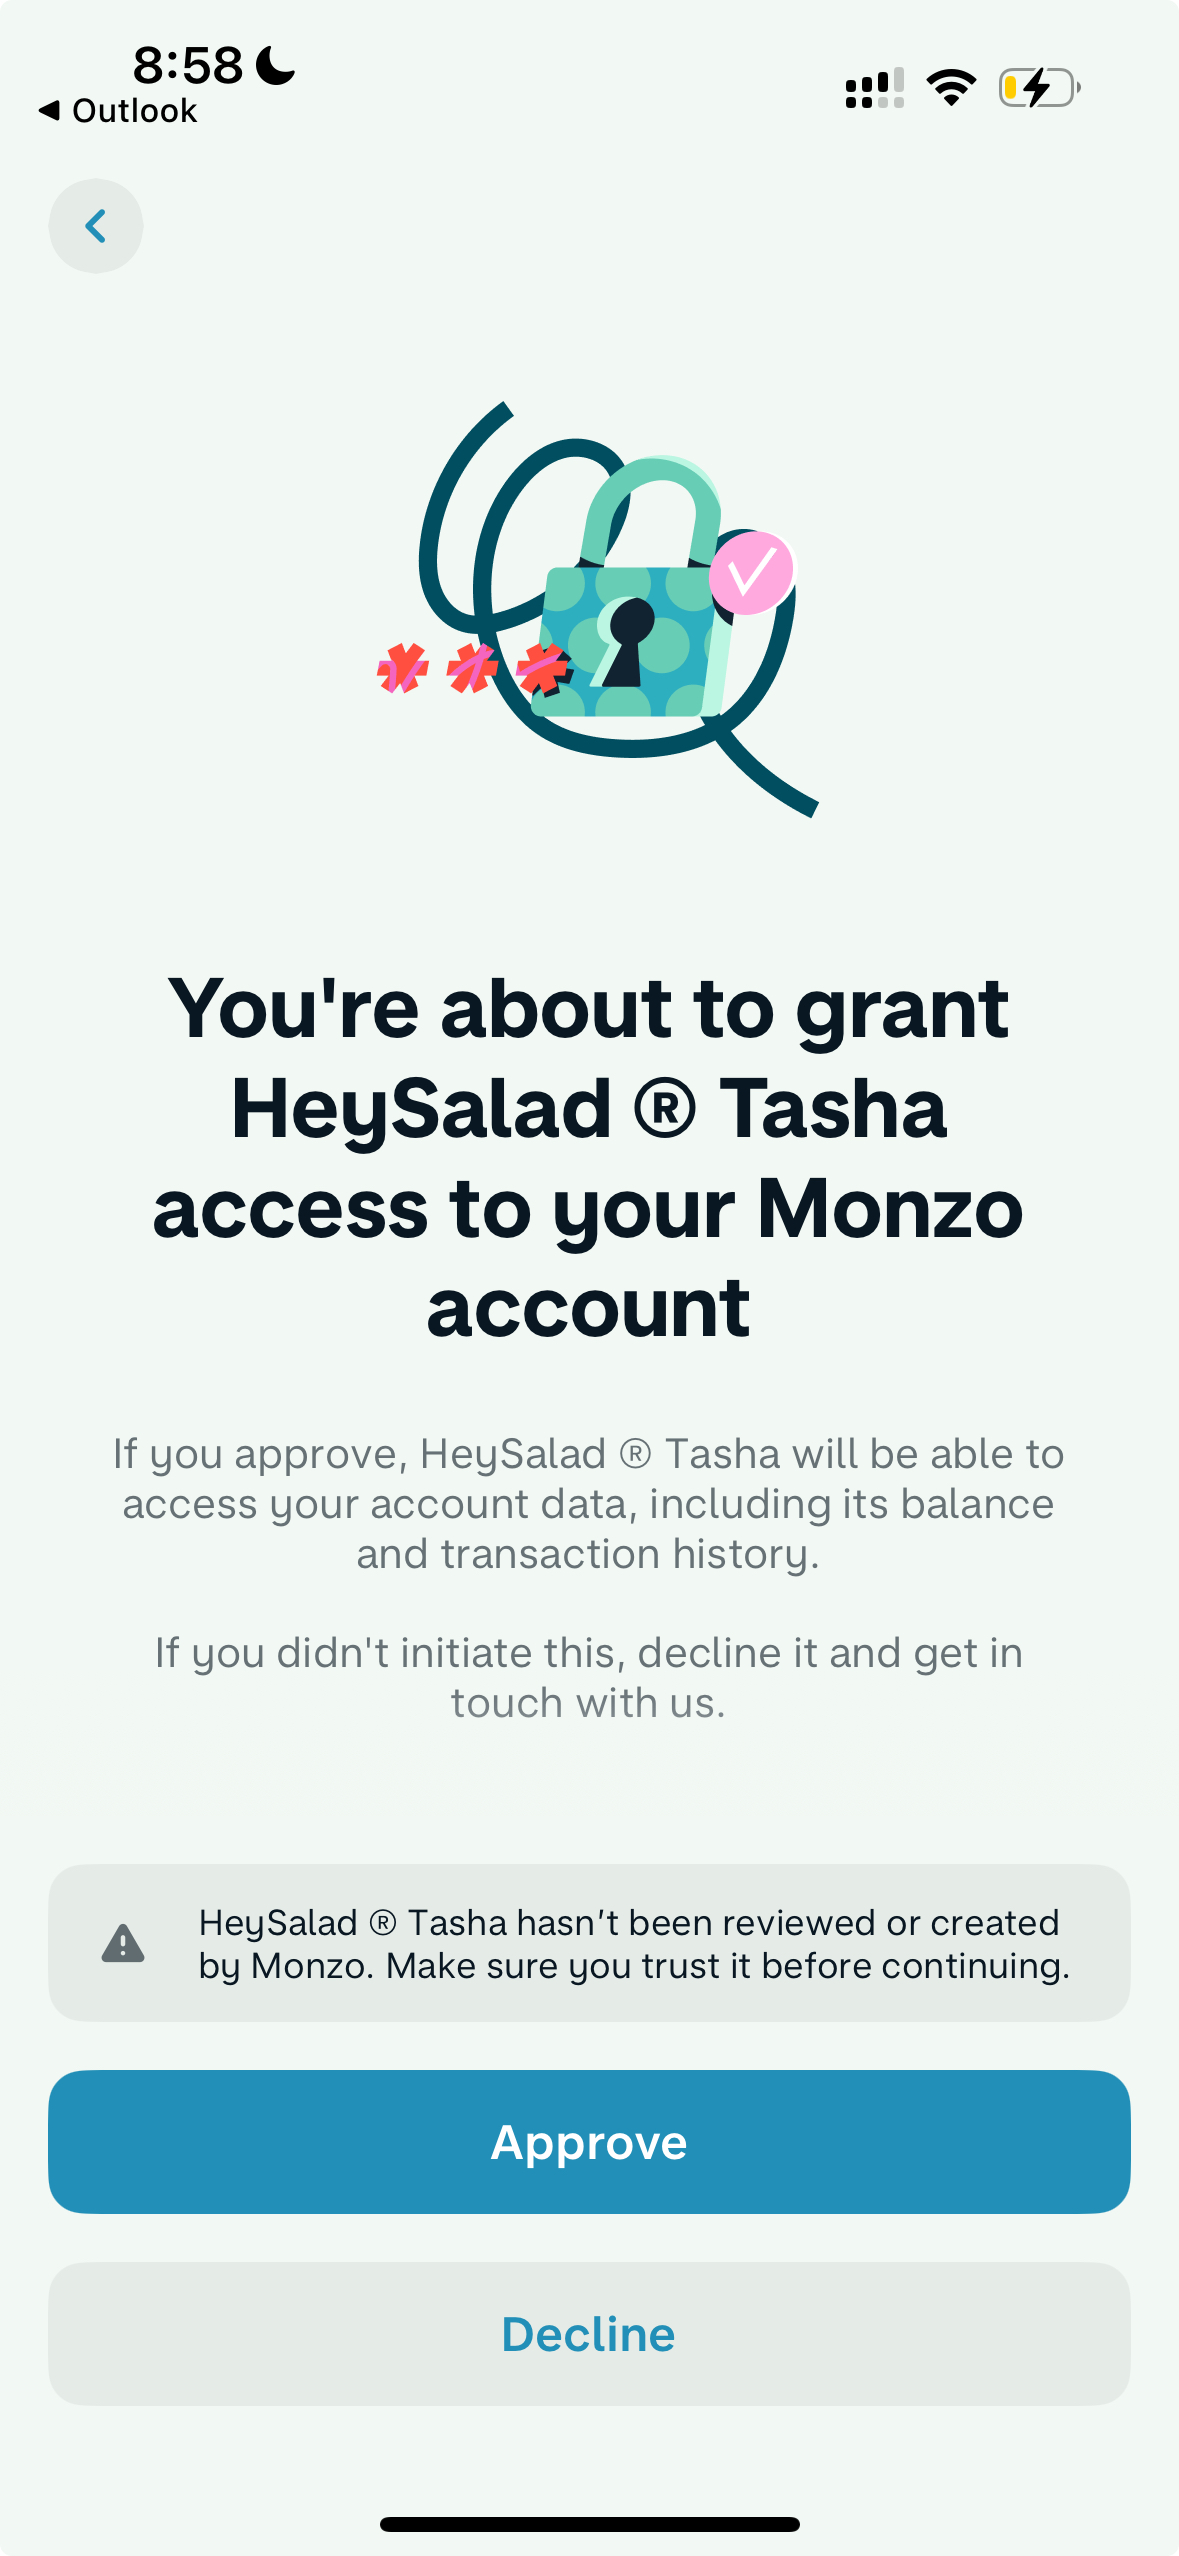 8:58
Outlook
You're about to grant
HeySalad ® Tasha
access to your Monzo
account
If you approve, HeySalad ® Tasha will be able to
access your account data, including its balance
and transaction history.
If you didn't initiate this, decline it and get in
touch with us.
HeySalad ® Tasha hasn’t been reviewed or created
by Monzo. Make sure you trust it before continuing.
Approve
Decline